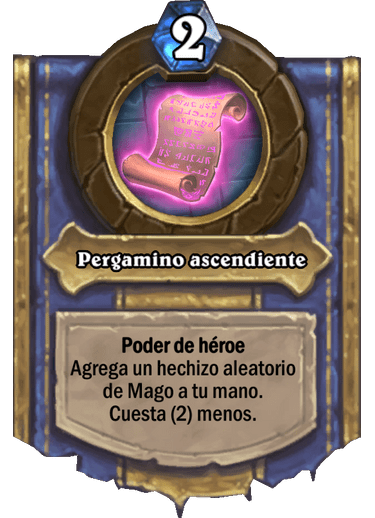 2
Pergamino ascendiente
Poder de héroe
Agrega un hechizo aleatorio
de Mago a tu mano.
Cuesta (2) menos.